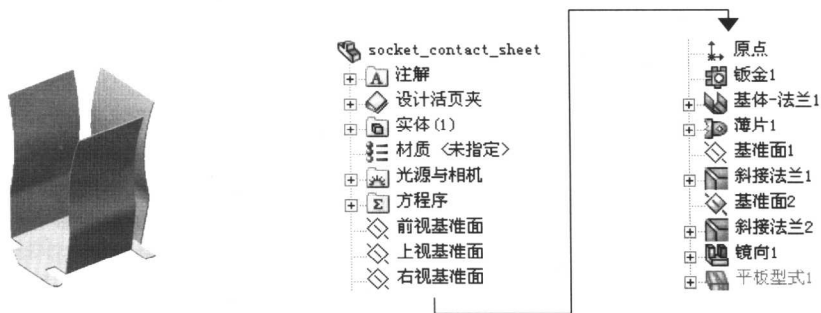 socket_contact_sheet
注解
设计活页夹
实体(1)
材质 <未指定>
光源与相机
方程序
前视基准面
上视基准面
右视基准面
原点
钣金1
基体-法兰1
薄片1
基准面1
斜接法兰1
基准面2
斜接法兰2
镜向1
平板型式1